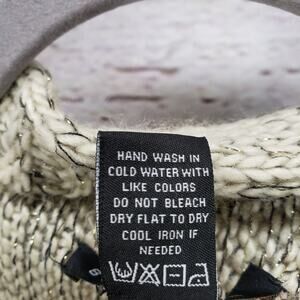 HAND WASH IN
COLD WATER WITH
LIKE COLORS
DO NOT BLEACH
DRY FLAT TO DRY
COOL IRON IF
NEEDED